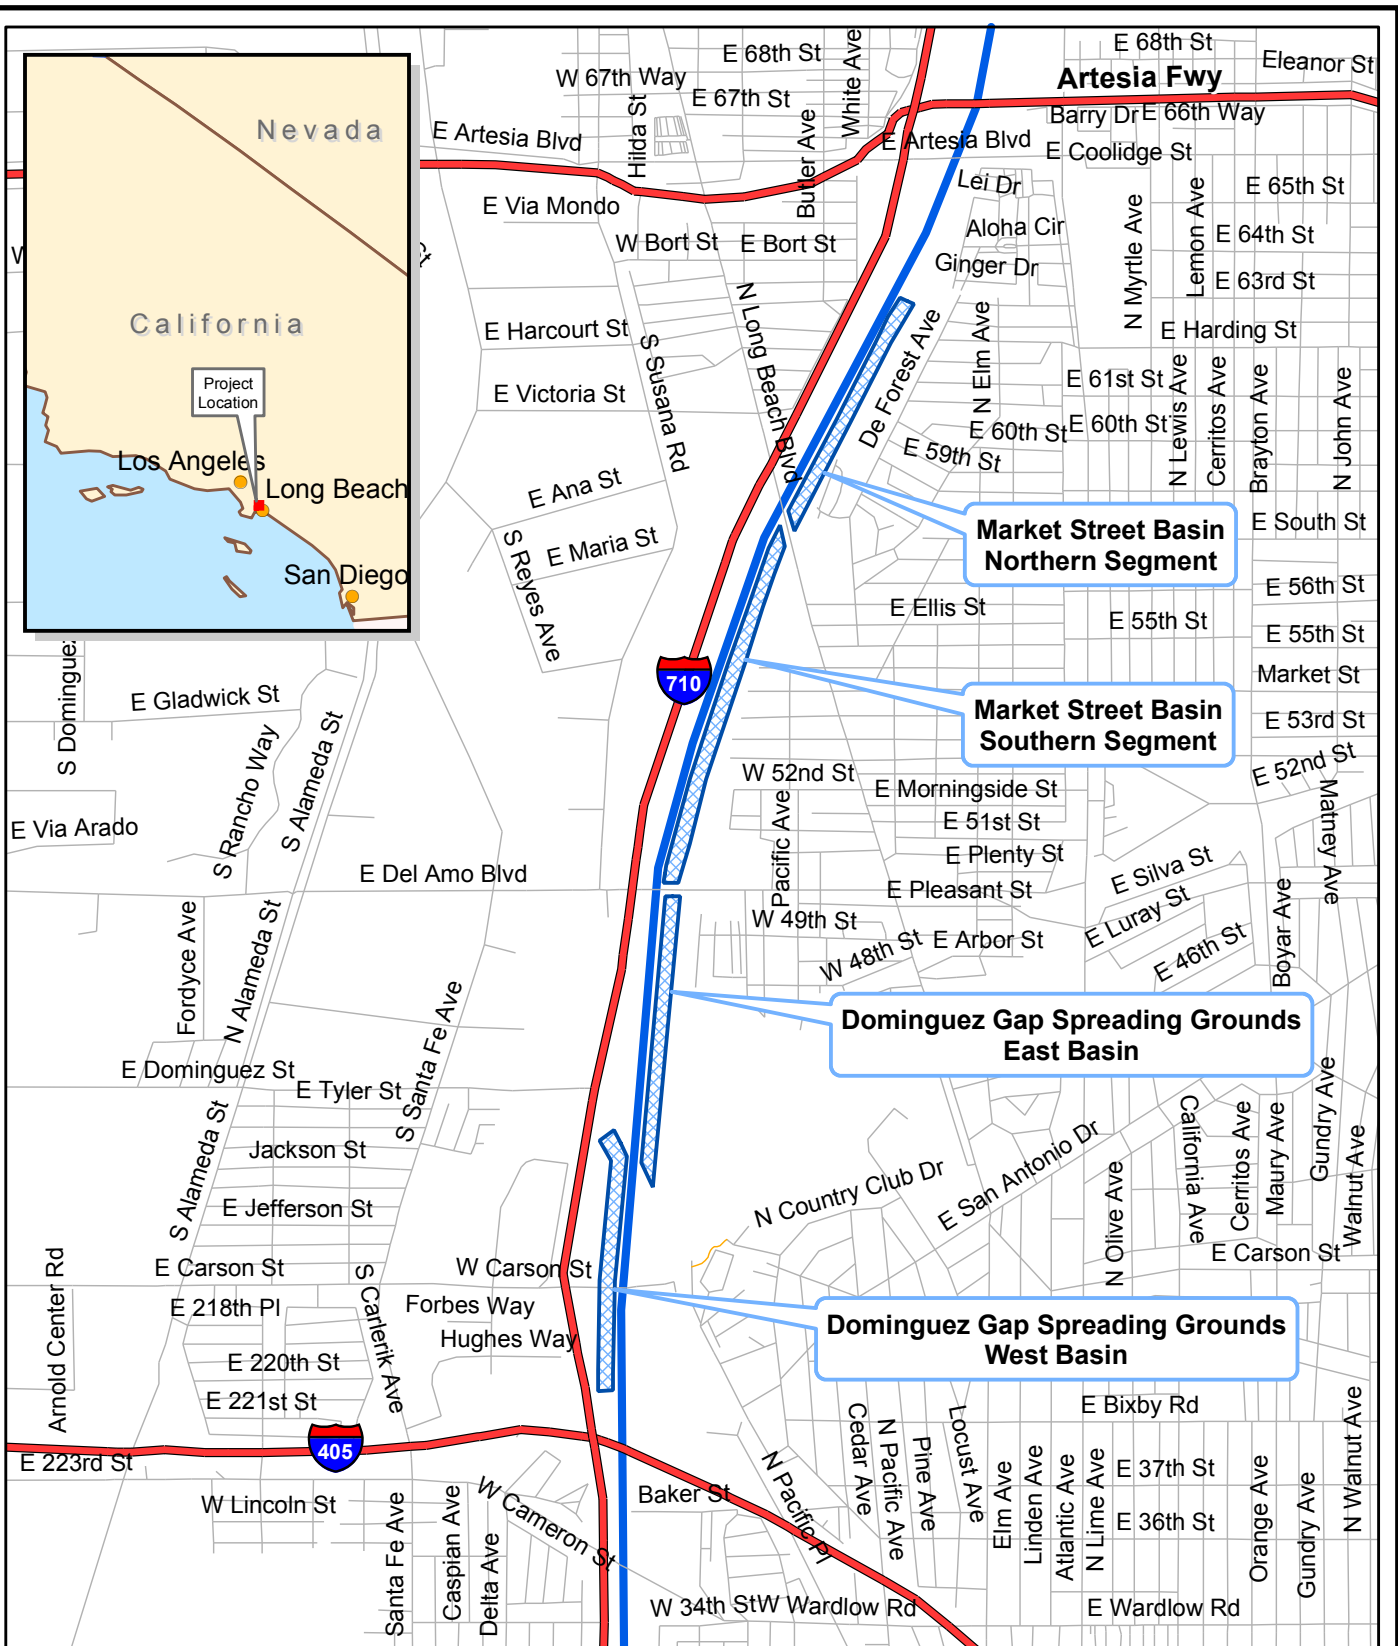 Nevada
California
Project
Location
Los Angeles
Long Beach
San Diego
E 68th St
W 67th Way
E 67th St
White Ave
Hilda St
Butler Ave
E Artesia Blvd
E 68th St
Eleanor St
Artesia Fwy
Barry Dr
E 66th Way
E Artesia Blvd
E Coolidge St
Lei Dr
E 65th St
E Via Mondo
N Myrtle Ave
Lemon Ave
Aloha Cir
E 64th St
W Bort St
E Bort St
Ginger Dr
E 63rd St
N Long Beach Blvd
E Harcourt St
S Susana Rd
De Forest Ave
N Elm Ave
E Harding St
E Victoria St
E 61st St
N Lewis Ave
Cerritos Ave
Brayton Ave
N John Ave
E 60th St
E 60th St
E 59th St
E Ana St
E Maria St
S Reyes Ave
Market Street Basin
Northern Segment
E South St
E 56th St
E Ellis St
E 55th St
E 55th St
710
Market St
Market Street Basin
Southern Segment
E 53rd St
E 52nd St
S Dominguez
E Gladwick St
S Rancho Way
S Alameda St
E Via Arado
W 52nd St
Pacific Ave
E Morningside St
E 51st St
E Plenty St
Matney Ave
E Del Amo Blvd
E Pleasant St
E Silva St
E Luray St
W 49th St
W 48th St
E Arbor St
E 46th St
Boyar Ave
Fordyce Ave
N Alameda St
S Santa Fe Ave
Dominguez Gap Spreading Grounds
East Basin
E Dominguez St
E Tyler St
S Alameda St
Jackson St
E Jefferson St
N Country Club Dr
E San Antonio Dr
N Olive Ave
California Ave
Cerritos Ave
Maury Ave
Gundry Ave
Walnut Ave
E Carson St
Arnold Center Rd
E Carson St
W Carson St
E 218th Pl
S Carlerik Ave
Forbes Way
Hughes Way
E 220th St
E 221st St
Dominguez Gap Spreading Grounds
West Basin
405
E 223rd St
W Lincoln St
E Bixby Rd
Cedar Ave
N Pacific Ave
Pine Ave
Locust Ave
Elm Ave
Linden Ave
Atlantic Ave
N Lime Ave
E 37th St
E 36th St
Orange Ave
Gundry Ave
N Walnut Ave
Baker St
N Pacific Pl
W Cameron St
Santa Fe Ave
Caspian Ave
Delta Ave
W 34th St
W Wardlow Rd
E Wardlow Rd